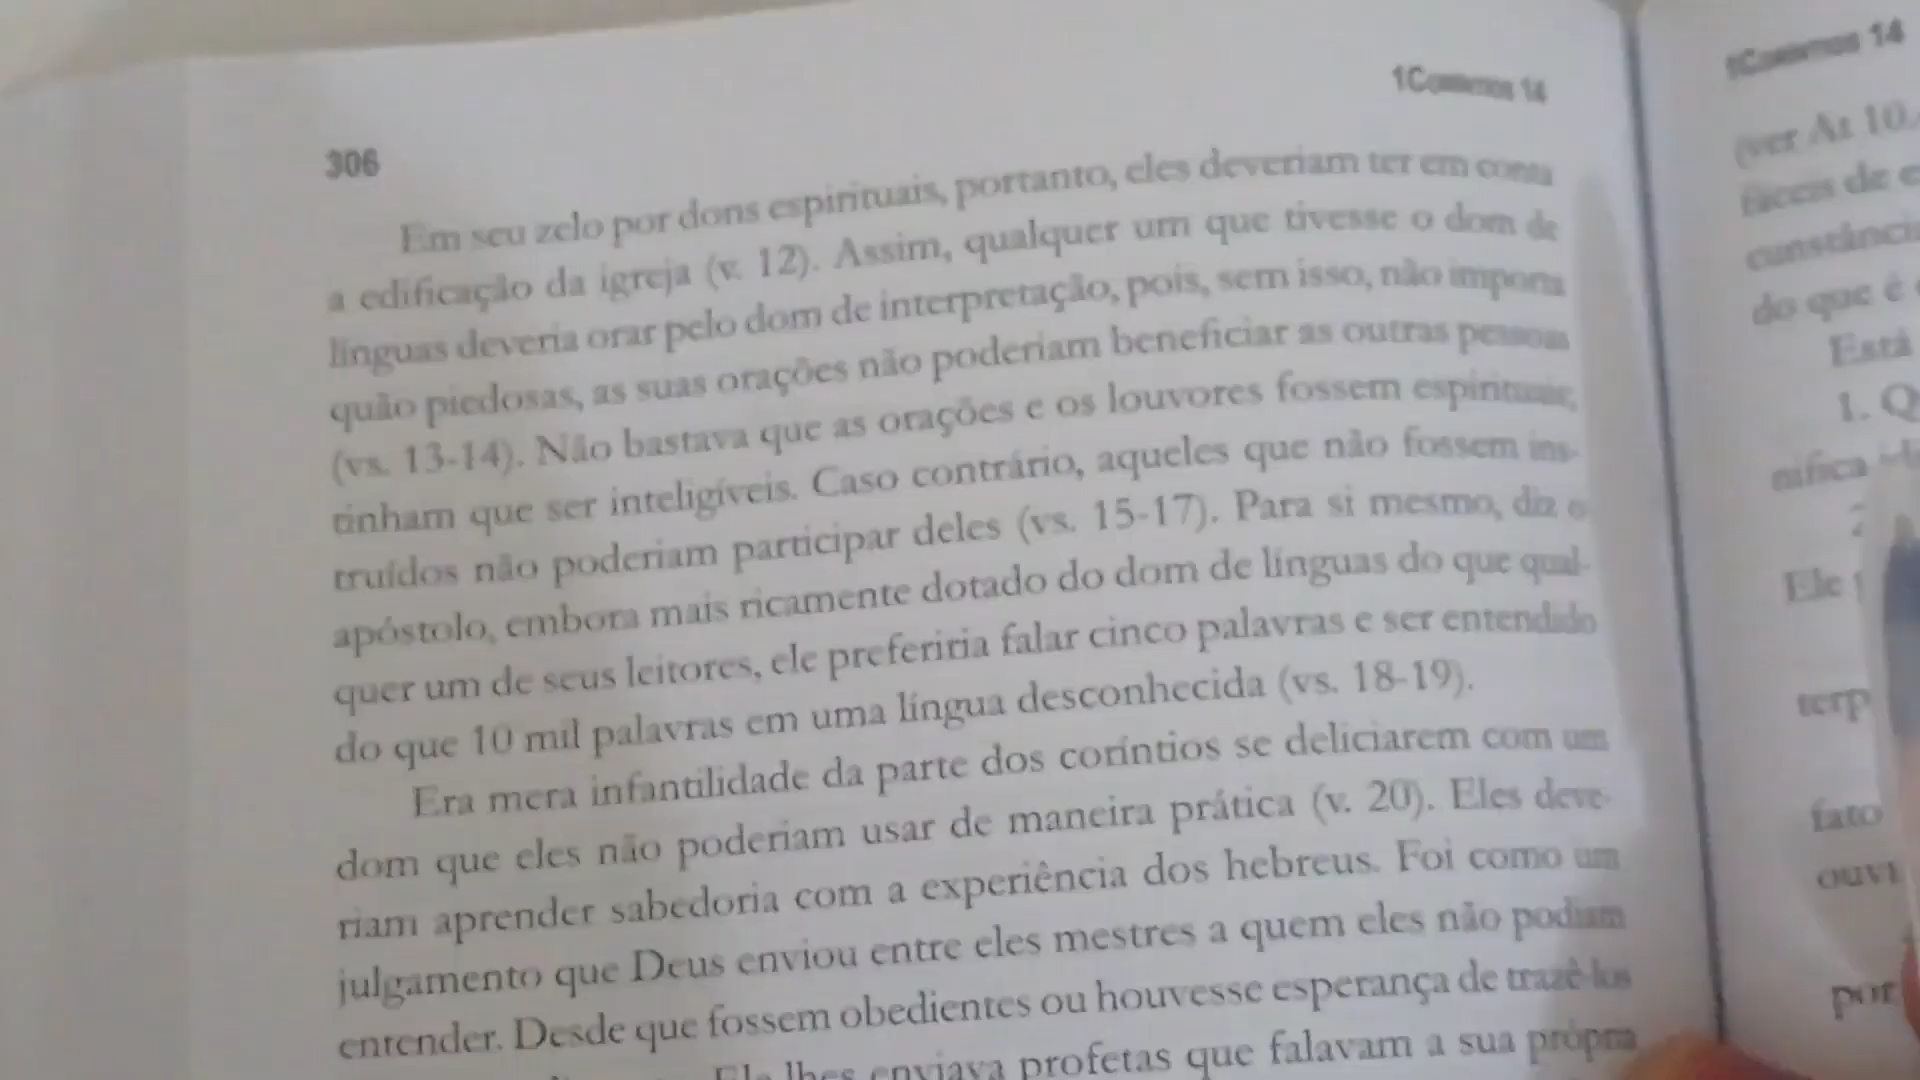 306
1Coríntios 14
Em seu zelo por dons espirituais, portanto, eles deveriam ter em conta
a edificação da igreja (v. 12). Assim, qualquer um que tivesse o dom de
línguas deveria orar pelo dom de interpretação, pois, sem isso, não importa
quão piedosas, as suas orações não poderiam beneficiar as outras pessoas
(vs. 13-14). Não bastava que as orações e os louvores fossem espirituais,
tinham que ser inteligíveis. Caso contrário, aqueles que não fossem ins-
truídos não poderiam participar deles (vs. 15-17). Para si mesmo, diz o
apóstolo, embora mais ricamente dotado do dom de línguas do que qual-
quer um de seus leitores, ele preferiria falar cinco palavras e ser entendido
do que 10 mil palavras em uma língua desconhecida (vs. 18-19).
Era mera infantilidade da parte dos coríntios se deliciarem com um
dom que eles não poderiam usar de maneira prática (v. 20). Eles deve-
riam aprender sabedoria com a experiência dos hebreus. Foi como um
julgamento que Deus enviou entre eles mestres a quem eles não podiam
entender. Desde que fossem obedientes ou houvesse esperança de trazê-los
Ele lhes enviava profetas que falavam a sua própria
1Coríntios 14
(ver At 10.
do que é
Está
1. Q
Ele
terp
fato
ouvi
por